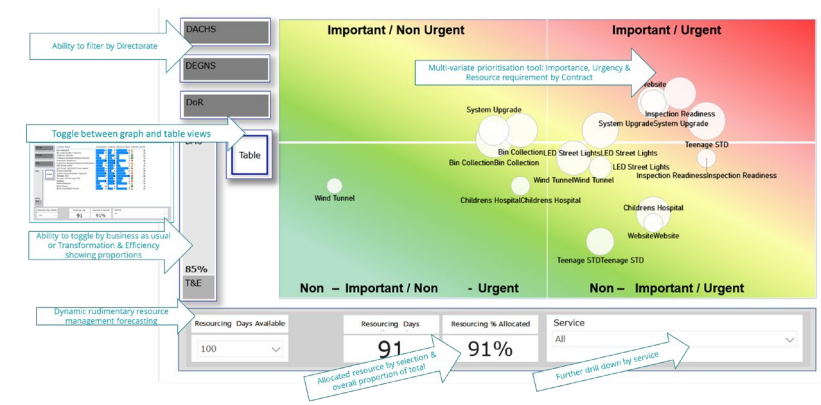 Ability to filter by Directorate
Toggle between graph and table views
Ability to toggle by business as usual
or Transformation & Efficiency
showing proportions
Dynamic rudimentary resource
management forecasting
DACHS
DEGNS
DoR
Table
85%
T&E
Important / Non Urgent
Important / Urgent
Multi-variate prioritisation tool: Importance, Urgency &
Resource requirement by Contract
Website
System Upgrade
Inspection Readiness
System UpgradeSystem Upgrade
Teenage STD
Bin Collection
LED Street LightsLED Street Lights
Bin CollectionBin Collection
LED Street Lights
Wind TunnelWind Tunnel
Inspection ReadinessInspection Readiness
Wind Tunnel
Childrens HospitalChildrens Hospital
Childrens Hospital
WebsiteWebsite
Teenage STDTeenage STD
Non – Important / Non - Urgent
Non – Important / Urgent
Resourcing Days Available
100
Resourcing Days
91
Resourcing % Allocated
91%
Service
All
Allocated resource by selection &
overall proportion of total
Further drill down by service